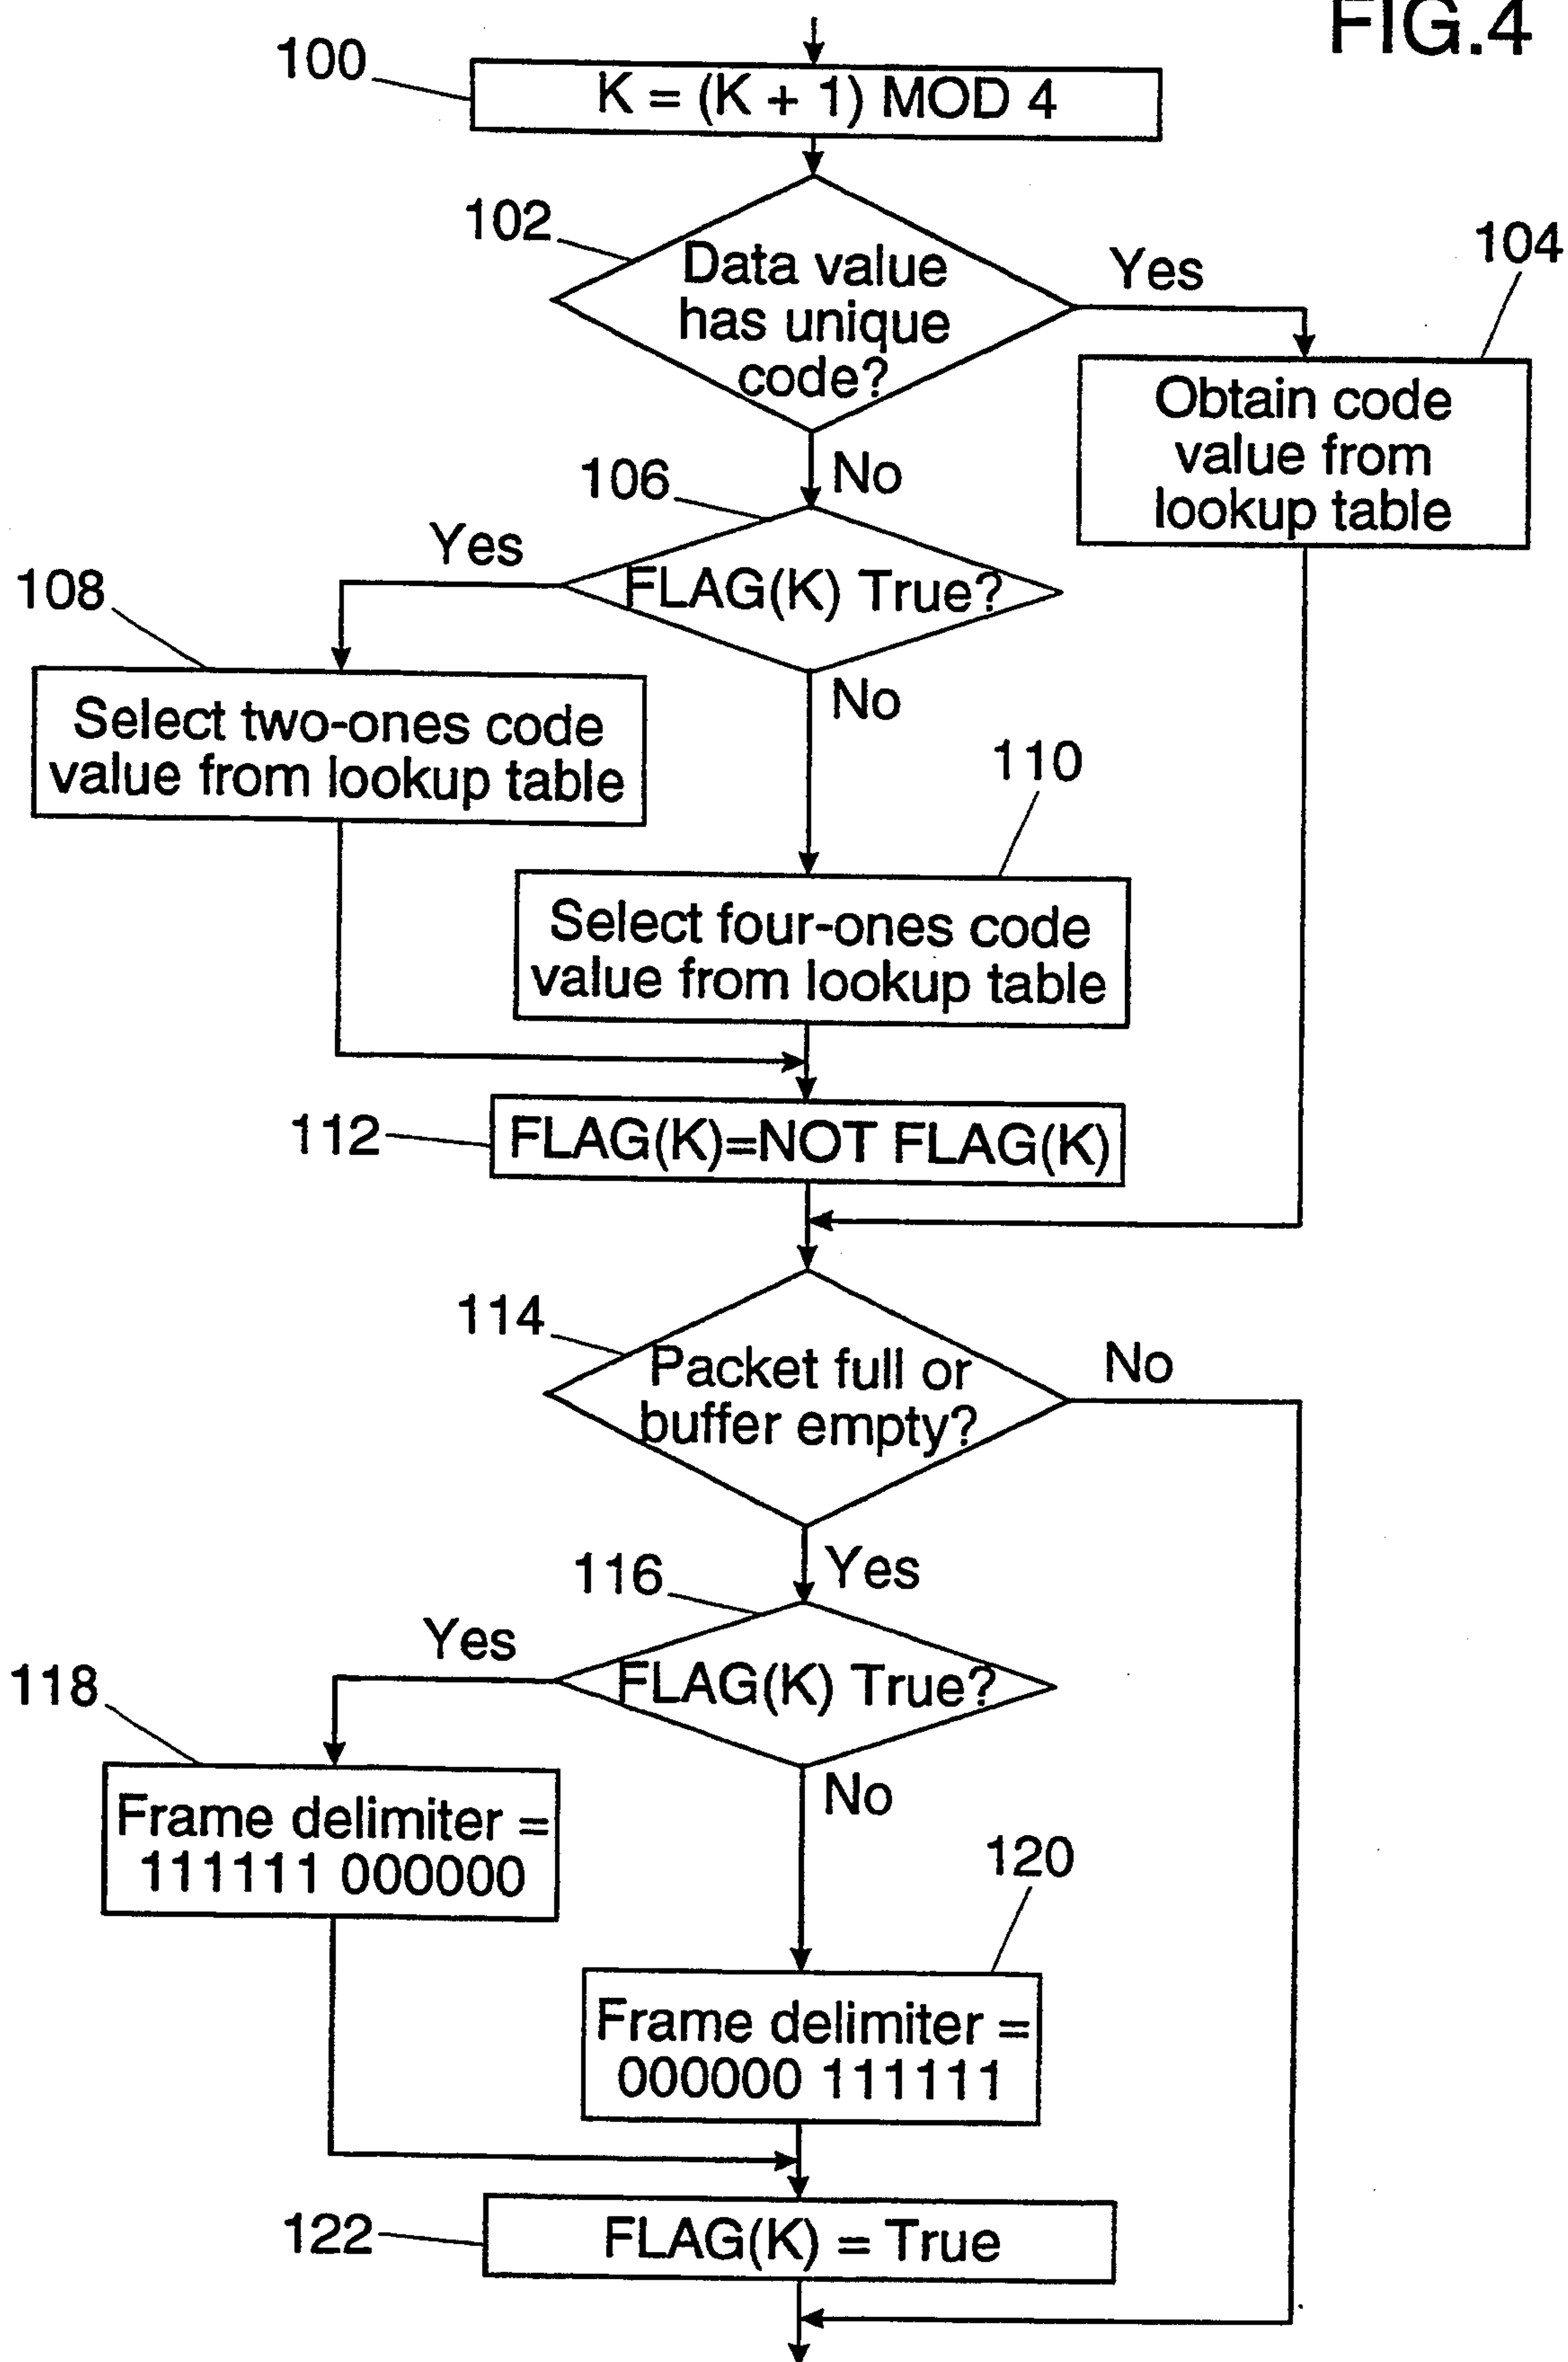 FIG.4
100
K = (K + 1) MOD 4
102
Data value
has unique
code?
Yes
104
Obtain code
value from
lookup table
No
106
FLAG(K) True?
Yes
108
Select two-ones code
value from lookup table
No
110
Select four-ones code
value from lookup table
112
FLAG(K)=NOT FLAG(K)
114
Packet full or
buffer empty?
No
Yes
116
FLAG(K) True?
Yes
118
Frame delimiter =
111111 000000
No
120
Frame delimiter =
000000 111111
122
FLAG(K) = True